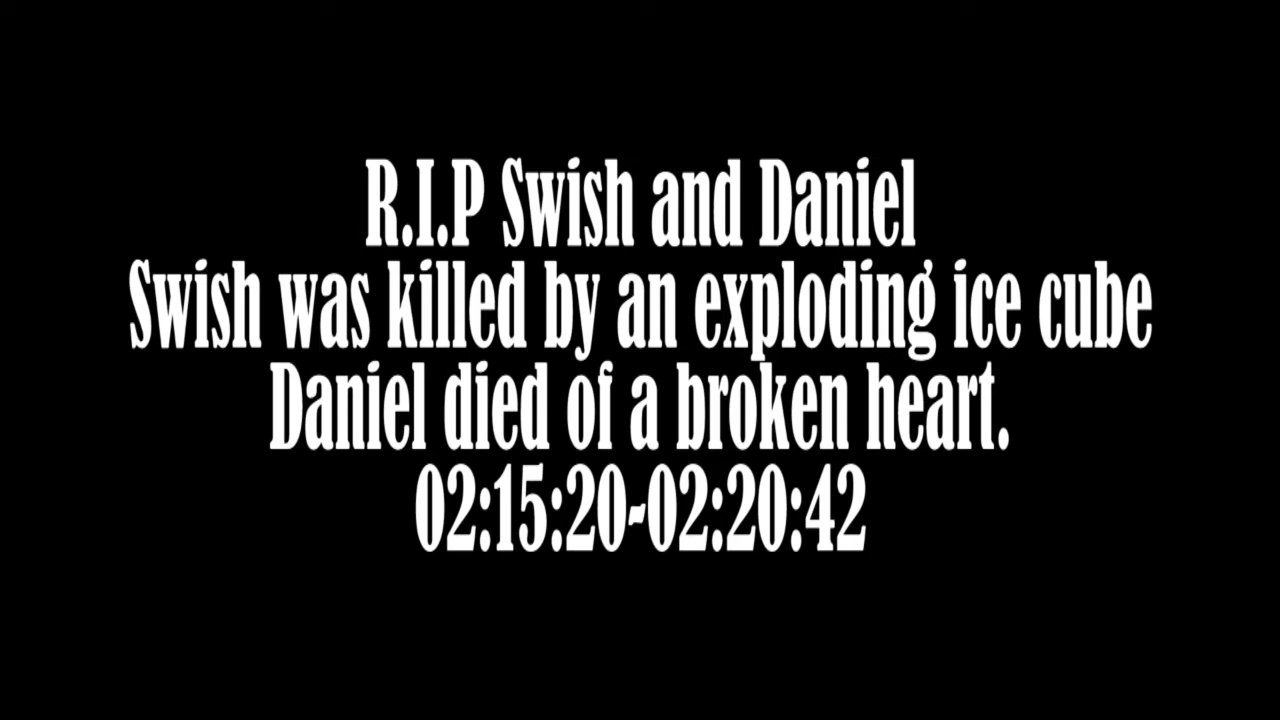 R.I.P Swish and Daniel
Swish was killed by an exploding ice cube
Daniel died of a broken heart.
02:15:20-02:20:42